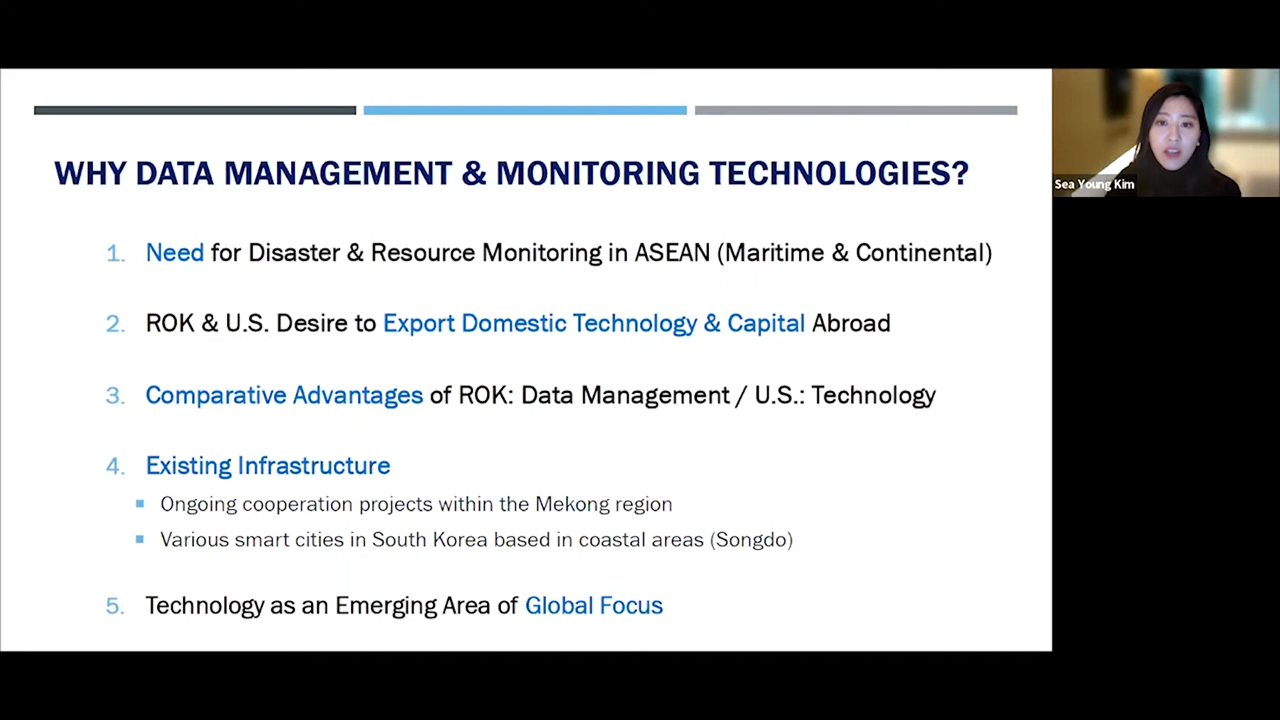 WHY DATA MANAGEMENT & MONITORING TECHNOLOGIES?
Sea Young Kim
1. Need for Disaster & Resource Monitoring in ASEAN (Maritime & Continental)
2. ROK & U.S. Desire to Export Domestic Technology & Capital Abroad
3. Comparative Advantages of ROK: Data Management / U.S.: Technology
4. Existing Infrastructure
Ongoing cooperation projects within the Mekong region
Various smart cities in South Korea based in coastal areas (Songdo)
5. Technology as an Emerging Area of Global Focus